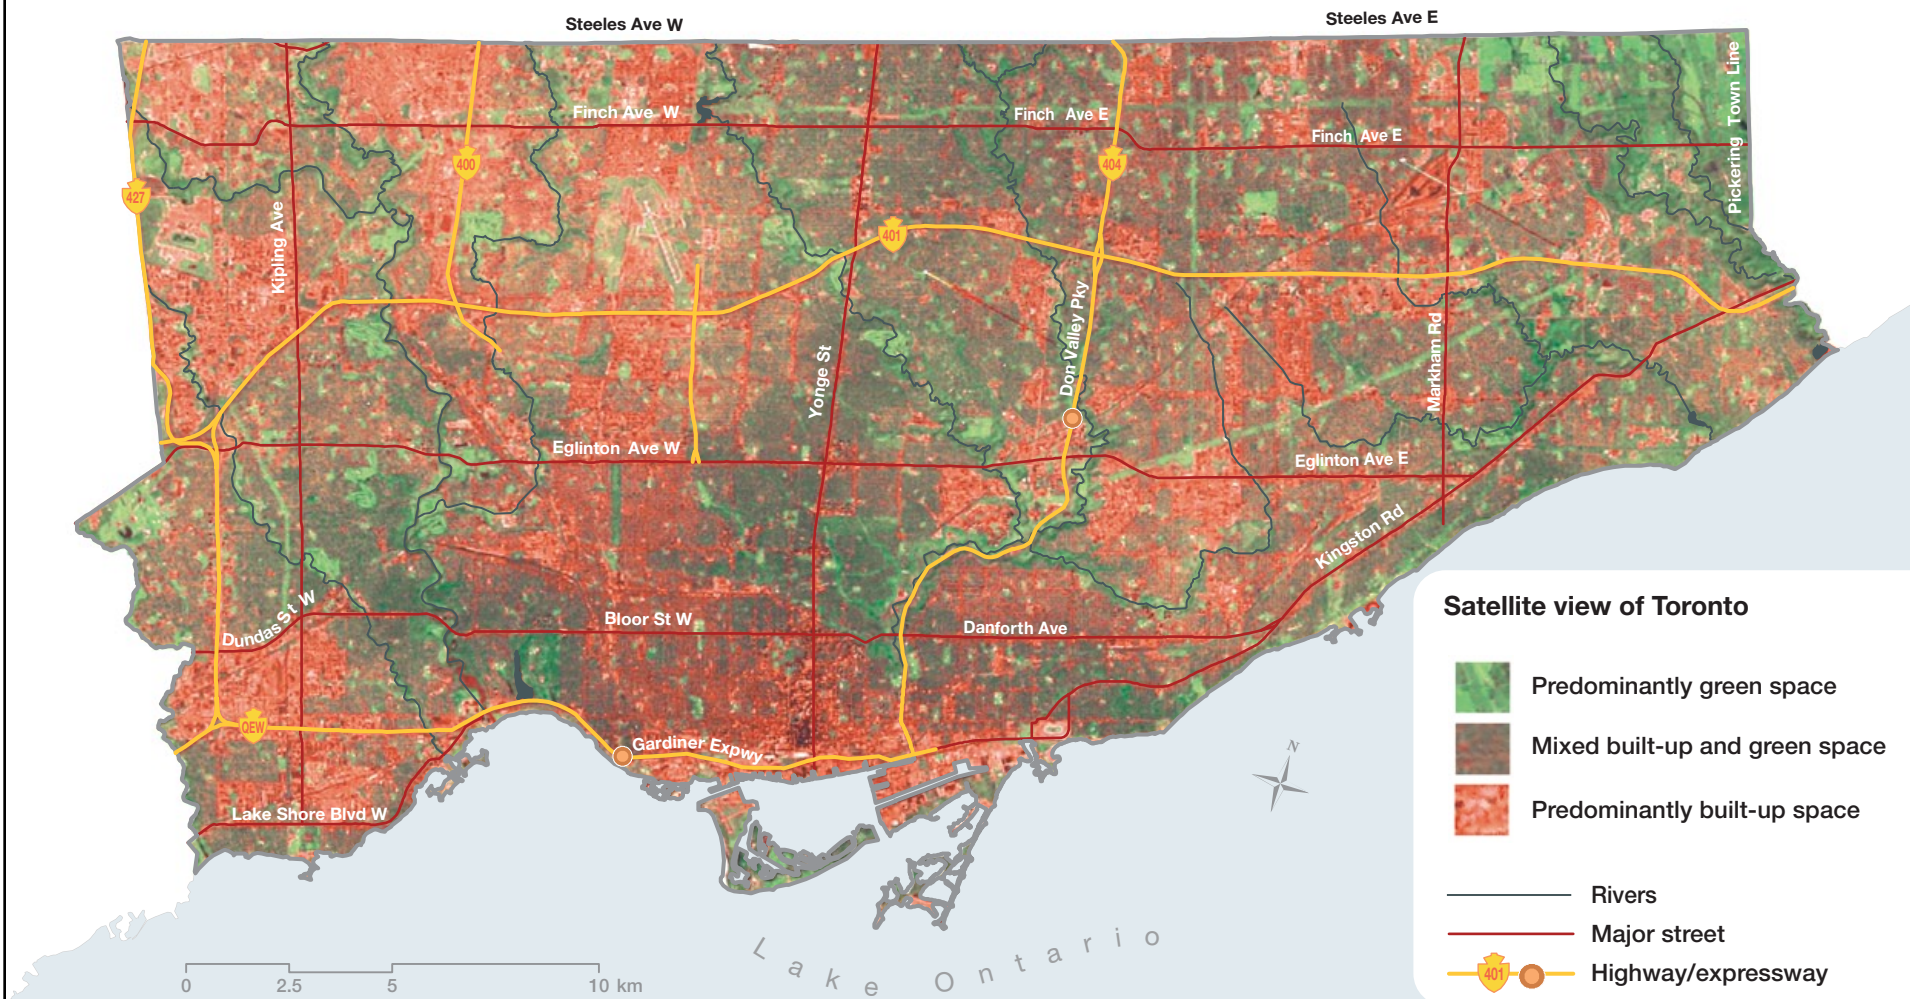 Steeles Ave W
Steeles Ave E
Pickering Town Line
Finch Ave W
Finch Ave E
Finch Ave E
400
404
427
Kipling Ave
401
Don Valley Pky
Yonge St
Markham Rd
Eglinton Ave W
Eglinton Ave E
Kingston Rd
Dundas St W
Bloor St W
Danforth Ave
QEW
Gardiner Expwy
Lake Shore Blvd W
N
Lake Ontario
0 2.5 5 10 km
Satellite view of Toronto
Predominantly green space
Mixed built-up and green space
Predominantly built-up space
Rivers
Major street
401 Highway/expressway